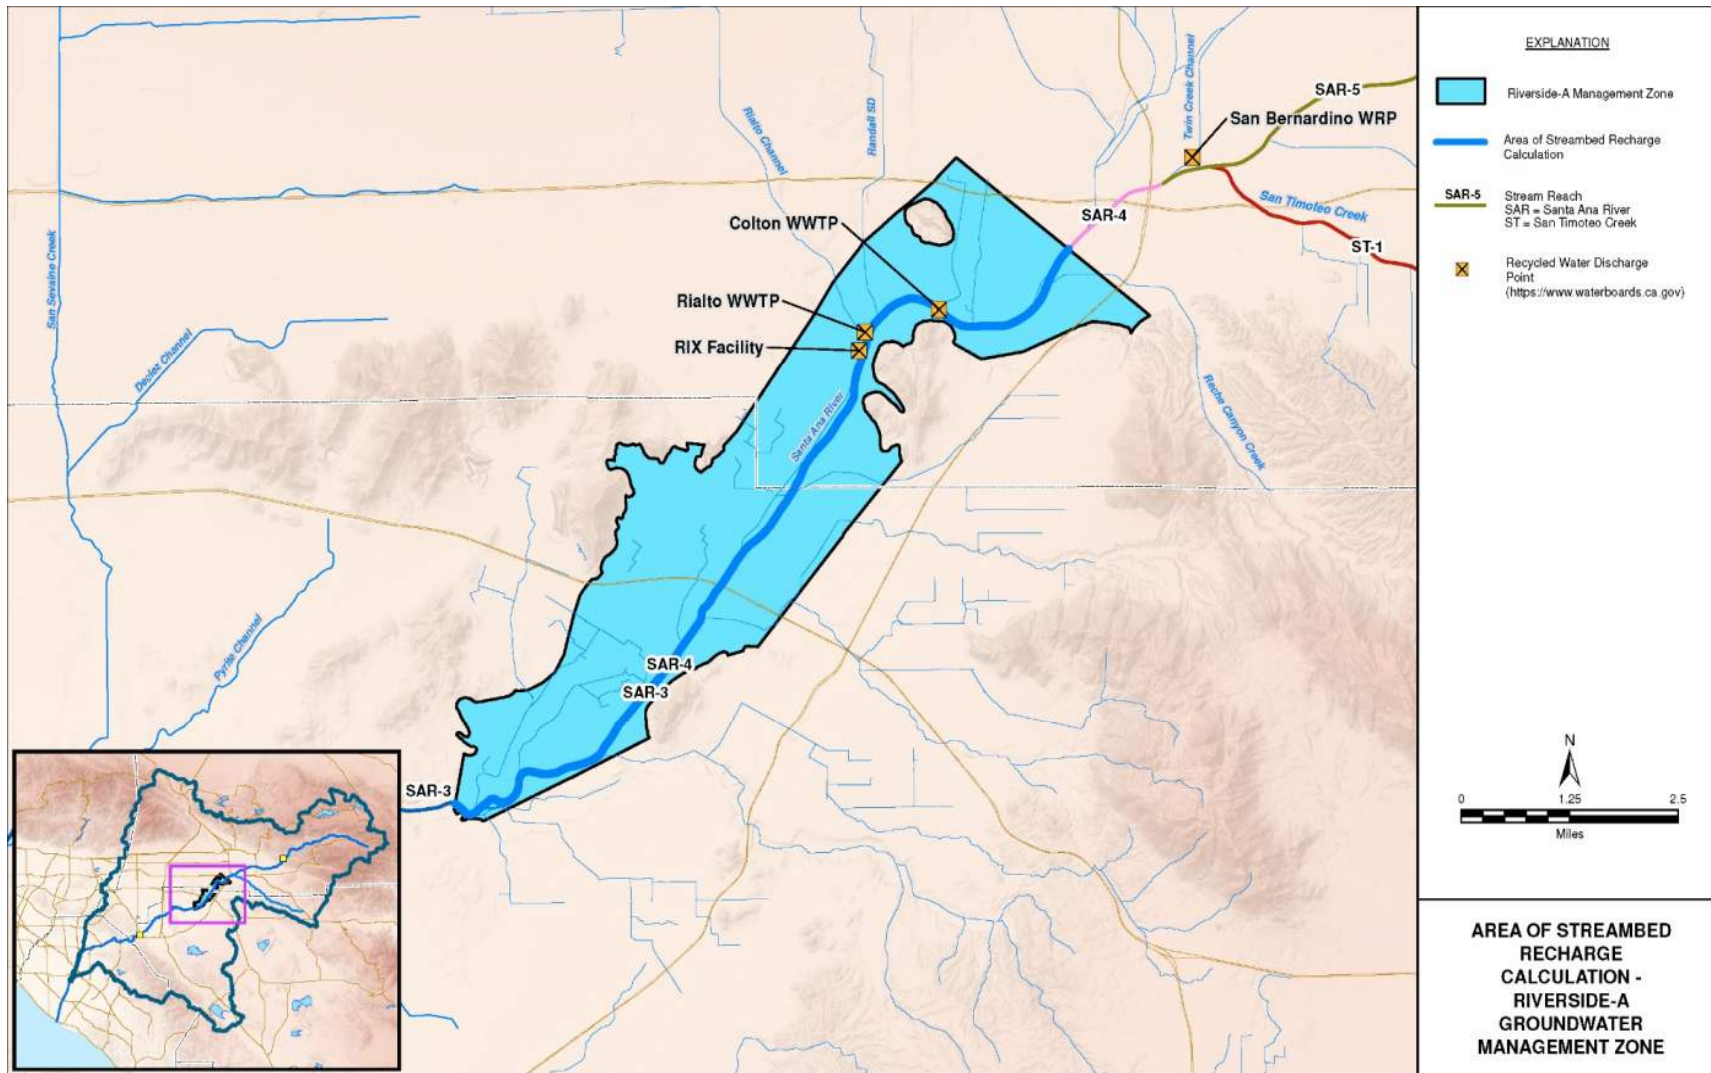 EXPLANATION
Riverside-A Management Zone
Area of Streambed Recharge
Calculation
SAR-5
Stream Reach
SAR = Santa Ana River
ST = San Timoteo Creek
Recycled Water Discharge
Point
(https://www.waterboards.ca.gov)
N
0
1.25
2.5
Miles
AREA OF STREAMBED
RECHARGE
CALCULATION -
RIVERSIDE-A
GROUNDWATER
MANAGEMENT ZONE
SAR-5
San Bernardino WRP
Twin Creek Channel
Rialto Channel
Randall SD
San Timoteo Creek
SAR-4
Colton WWTP
ST-1
San Sevaine Creek
Rialto WWTP
RIX Facility
Declez Channel
Santa Ana River
Reche Canyon Creek
Pyrite Channel
SAR-4
SAR-3
SAR-3